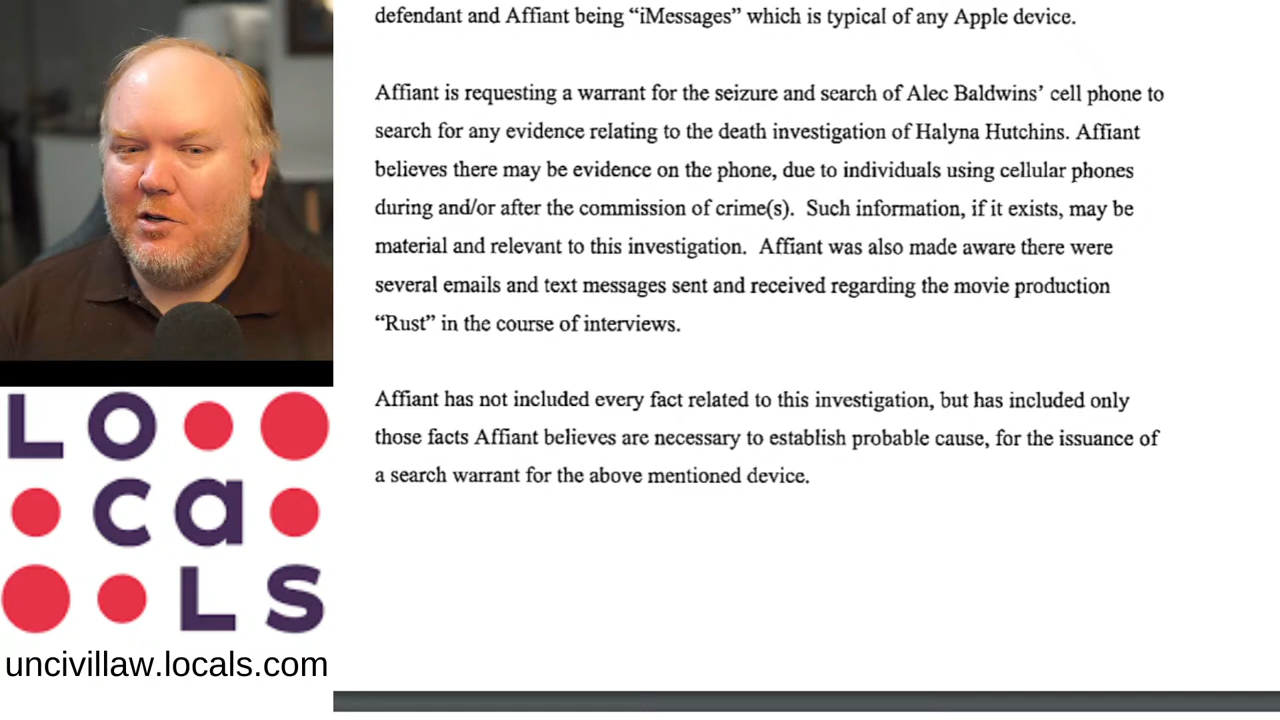 defendant and Affiant being “iMessages” which is typical of any Apple device.
Affiant is requesting a warrant for the seizure and search of Alec Baldwins’ cell phone to
search for any evidence relating to the death investigation of Halyna Hutchins. Affiant
believes there may be evidence on the phone, due to individuals using cellular phones
during and/or after the commission of crime(s). Such information, if it exists, may be
material and relevant to this investigation. Affiant was also made aware there were
several emails and text messages sent and received regarding the movie production
“Rust” in the course of interviews.
Affiant has not included every fact related to this investigation, but has included only
those facts Affiant believes are necessary to establish probable cause, for the issuance of
a search warrant for the above mentioned device.
LO
ca
LS
uncivillaw.locals.com